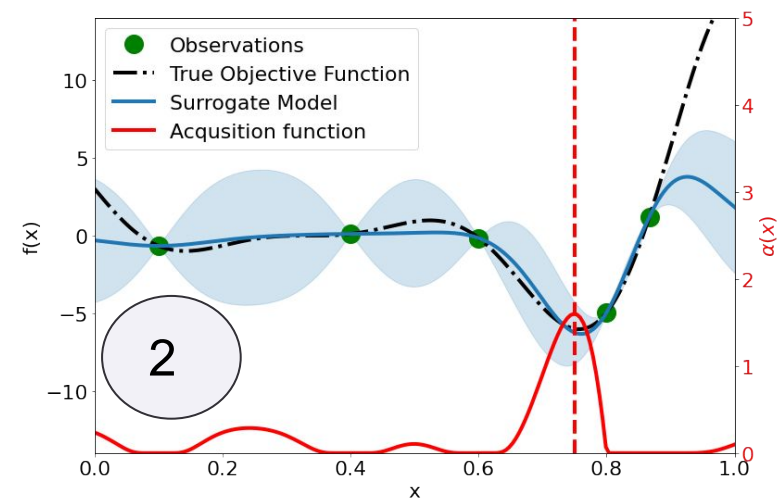 Observations
True Objective Function
Surrogate Model
Acqusition function
10
5
0
−5
−10
f(x)
5
4
3
2
1
0
α(x)
2
0.0 0.2 0.4 0.6 0.8 1.0
x